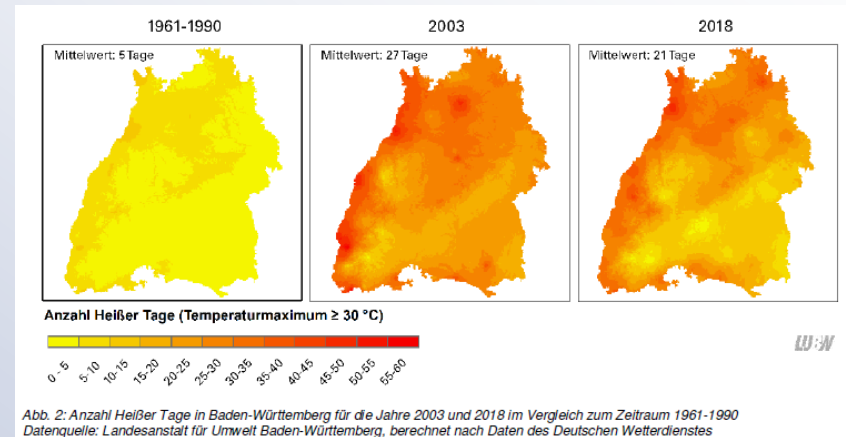 1961-1990
2003
2018
Mittelwert: 5 Tage
Mittelwert: 27 Tage
Mittelwert: 21 Tage
Anzahl Heißer Tage (Temperaturmaximum ≥ 30 °C)
0 - 5
5-10
10-15
15-20
20-25
25-30
30-35
35-40
40-45
45-50
50-55
55-60
Abb. 2: Anzahl Heißer Tage in Baden-Württemberg für die Jahre 2003 und 2018 im Vergleich zum Zeitraum 1961-1990
Datenquelle: Landesanstalt für Umwelt Baden-Württemberg, berechnet nach Daten des Deutschen Wetterdienstes